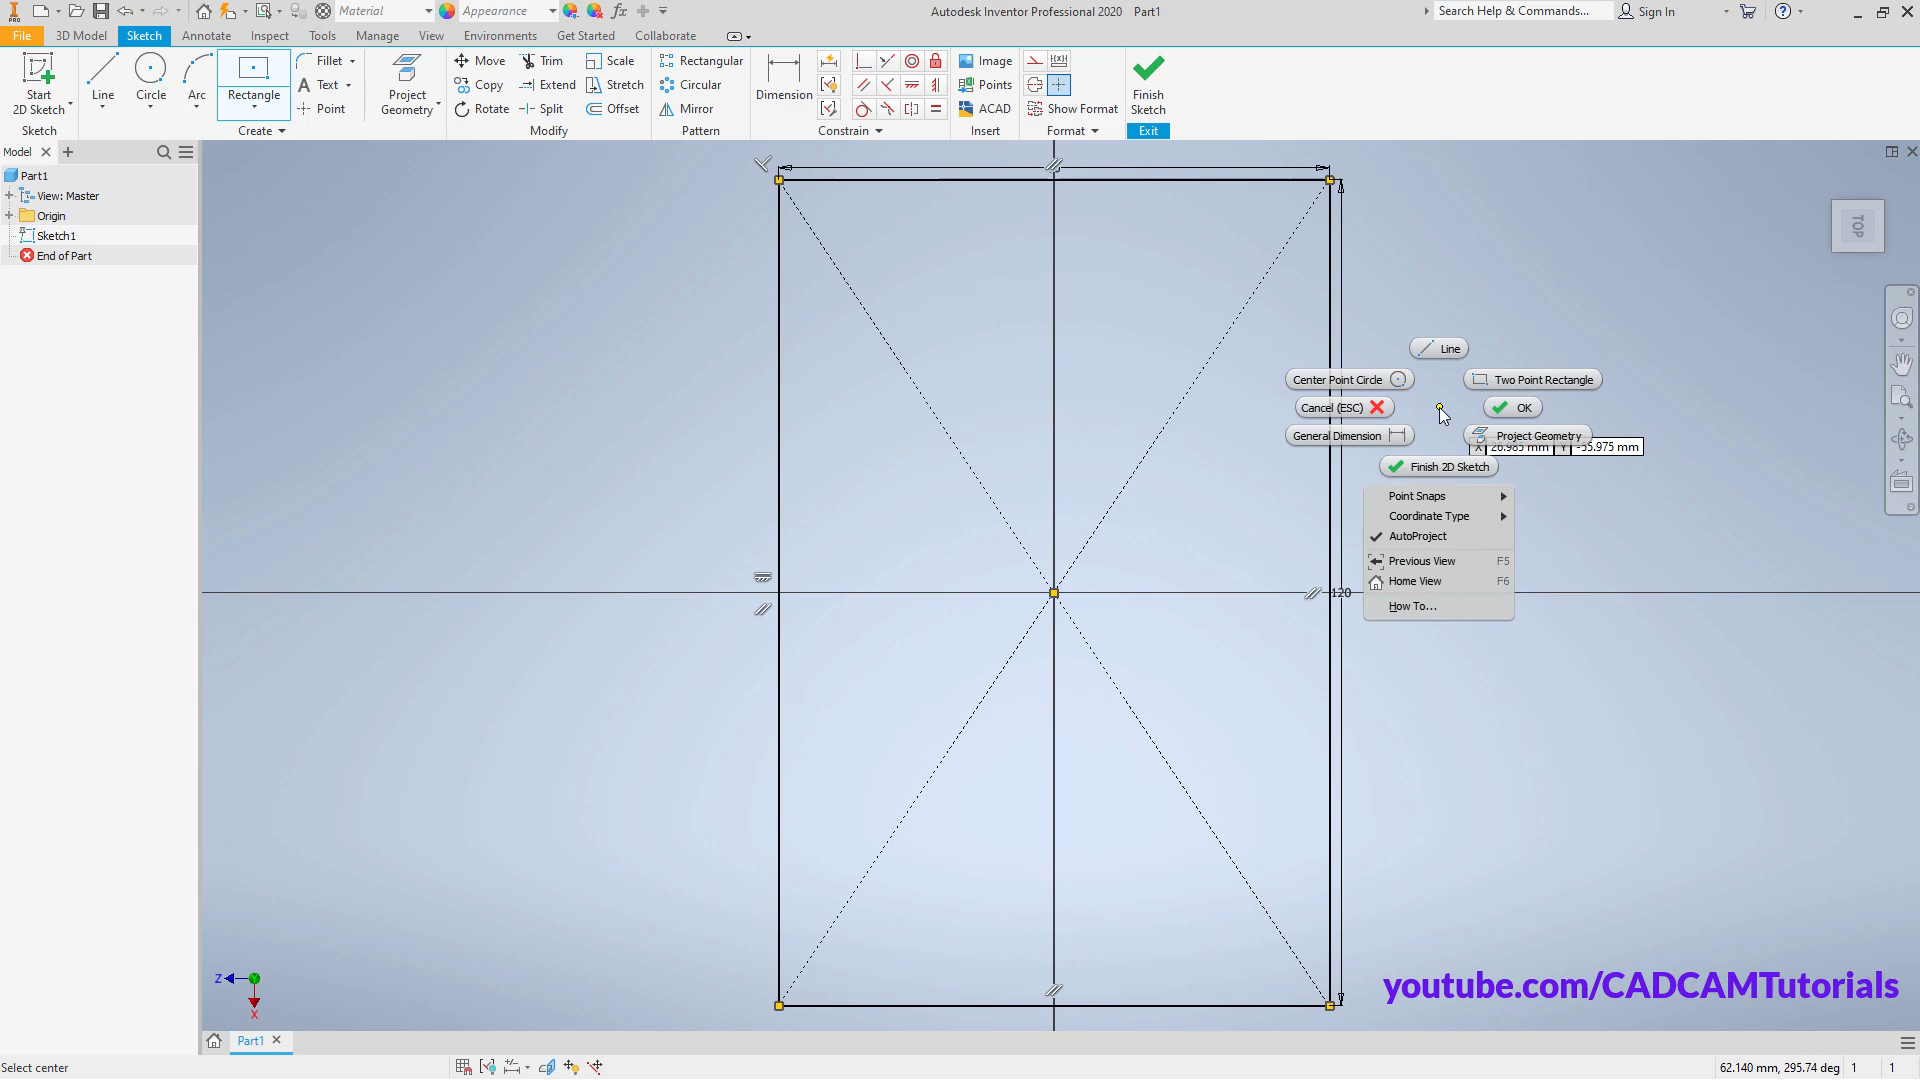 Material
Appearance
Autodesk Inventor Professional 2020 Part1
Search Help & Commands...
Sign In
PRO
File
3D Model
Sketch
Annotate
Inspect
Tools
Manage
View
Environments
Get Started
Collaborate
Start
2D Sketch
Line
Circle
Arc
Rectangle
Fillet
Text
Point
Project
Geometry
Move
Copy
Rotate
Trim
Extend
Split
Scale
Stretch
Offset
Rectangular
Circular
Mirror
Dimension
Image
Points
ACAD
Show Format
Finish
Sketch
Sketch
Create
Modify
Pattern
Constrain
Insert
Format
Exit
Model
Part1
View: Master
Origin
Sketch1
End of Part
TOP
Line
Center Point Circle
Two Point Rectangle
Cancel (ESC)
OK
General Dimension
Project Geometry
X 26.985 mm Y -55.975 mm
Finish 2D Sketch
Point Snaps
Coordinate Type
AutoProject
Previous View F5
Home View F6
How To...
120
Z
X
youtube.com/CADCAMTutorials
Part1
Select center
62.140 mm, 295.74 deg 1 1